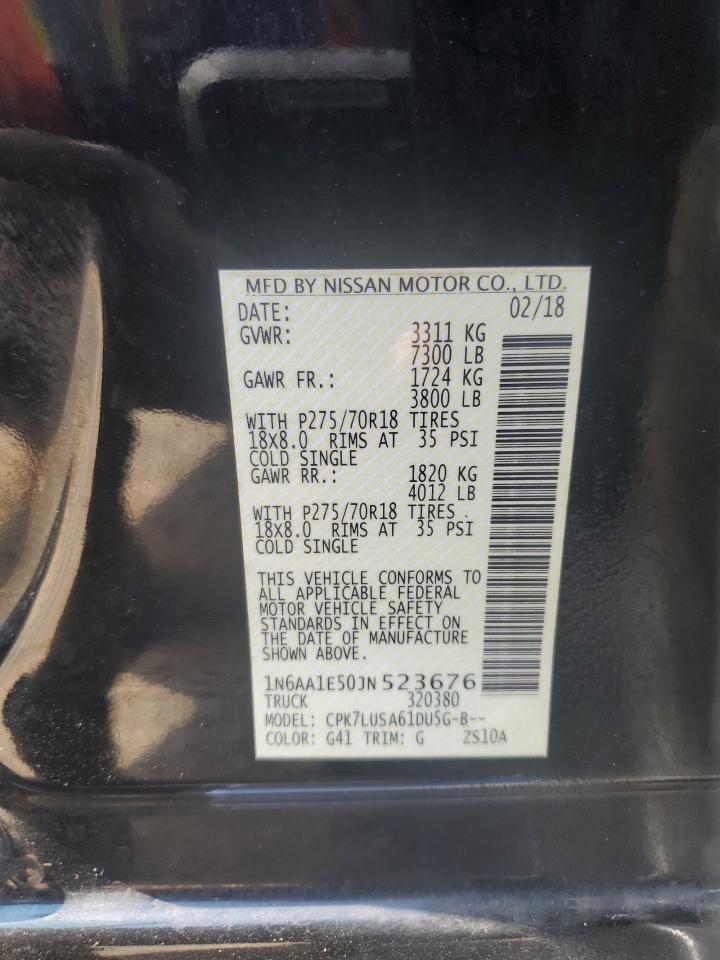 MFD BY NISSAN MOTOR CO., LTD.
DATE: 02/18
GVWR: 3311 KG
7300 LB
GAWR FR.: 1724 KG
3800 LB
WITH P275/70R18 TIRES
18X8.0 RIMS AT 35 PSI
COLD SINGLE
GAWR RR.: 1820 KG
4012 LB
WITH P275/70R18 TIRES.
18X8.0 RIMS AT 35 PSI
COLD SINGLE
THIS VEHICLE CONFORMS TO
ALL APPLICABLE FEDERAL
MOTOR VEHICLE SAFETY
STANDARDS IN EFFECT ON
THE DATE OF MANUFACTURE
SHOWN ABOVE.
1N6AA1E50JN523676
TRUCK 320380
MODEL: CPK7LUSA61DU5G-B--
COLOR: G41 TRIM: G ZS10A